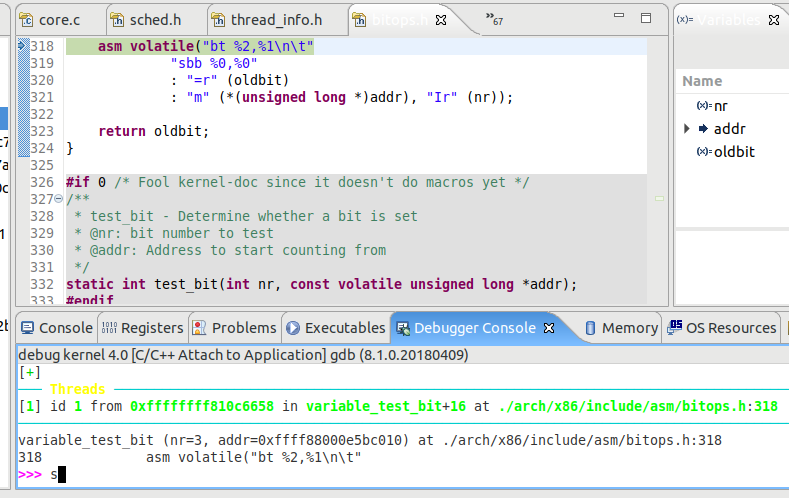 core.c sched.h thread_info.h bitops.h »67
(x)= Variables
318 asm volatile("bt %2,%1\n\t"
319 "sbb %0,%0"
320 : "=r" (oldbit)
321 : "m" (*(unsigned long *)addr), "Ir" (nr));
322
323 return oldbit;
324 }
325
326 #if 0 /* Fool kernel-doc since it doesn't do macros yet */
327 /**
328 * test_bit - Determine whether a bit is set
329 * @nr: bit number to test
330 * @addr: Address to start counting from
331 */
332 static int test_bit(int nr, const volatile unsigned long *addr);
333 #endif
Name
(x)= nr
addr
(x)= oldbit
Console Registers Problems Executables Debugger Console Memory OS Resources
debug kernel 4.0 [C/C++ Attach to Application] gdb (8.1.0.20180409)
[+]
Threads
[1] id 1 from 0xffffffff810c6658 in variable_test_bit+16 at ./arch/x86/include/asm/bitops.h:318
variable_test_bit (nr=3, addr=0xffff88000e5bc010) at ./arch/x86/include/asm/bitops.h:318
318 asm volatile("bt %2,%1\n\t"
>>> s